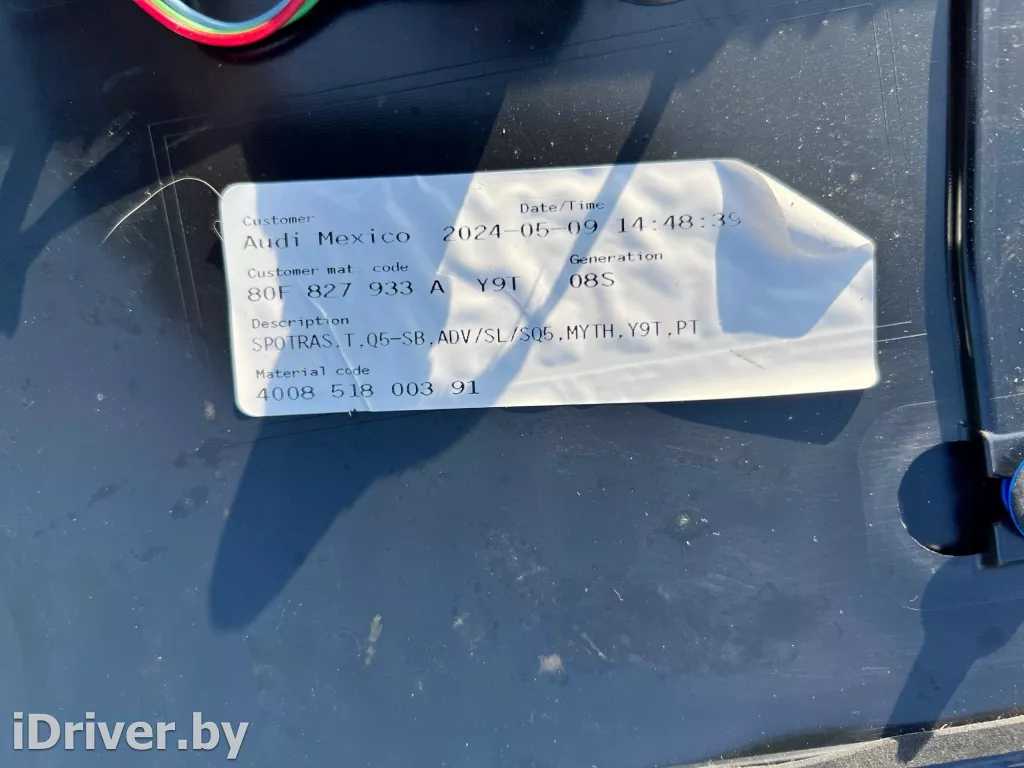 Customer Date/Time
Audi Mexico 2024-05-09 14:48:39
Customer mat. code Generation
80F 827 933 A Y9T 08S
Description
SPOTRAS.T,Q5-SB,ADV/SL/SQ5,MYTH,Y9T,PT
Material code
4008 518 003 91
iDriver.by